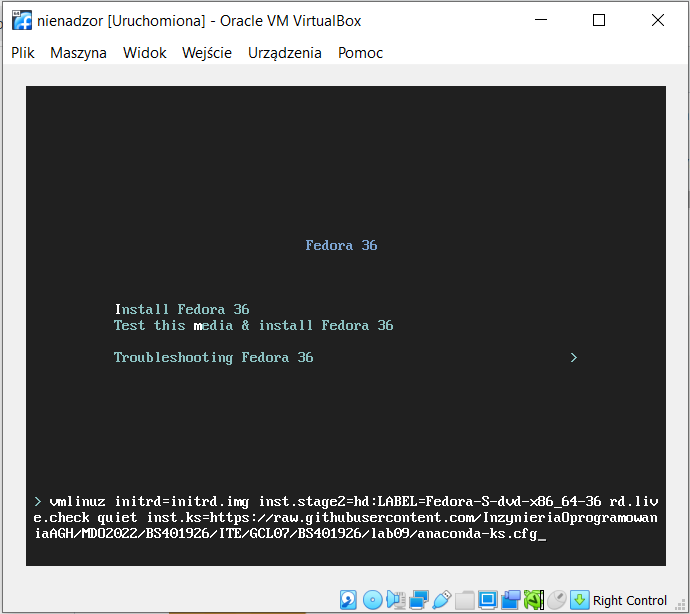 nienadzor [Uruchomiona] - Oracle VM VirtualBox
Plik Maszyna Widok Wejście Urządzenia Pomoc
Fedora 36
Install Fedora 36
Test this media & install Fedora 36
Troubleshooting Fedora 36 >
> vmlinuz initrd=initrd.img inst.stage2=hd:LABEL=Fedora-S-dvd-x86_64-36 rd.liv
e.check quiet inst.ks=https://raw.githubusercontent.com/InzynieriaOprogramowan
iaAGH/MDO2022/BS401926/ITE/GCL07/BS401926/lab09/anaconda-ks.cfg_
Right Control